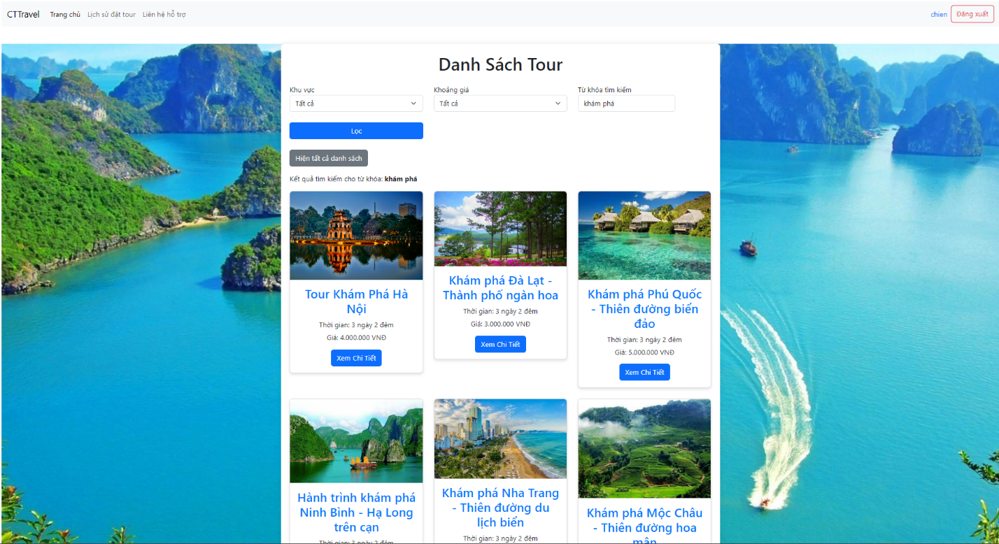 CTTravel Trang chủ Lịch sử đặt tour Liên hệ hỗ trợ chien Đăng xuất
Danh Sách Tour
Khu vực Khoảng giá Từ khóa tìm kiếm
Tất cả Tất cả khám phá
Lọc
Hiện tất cả danh sách
Kết quả tìm kiếm cho từ khóa: khám phá
Tour Khám Phá Hà
Nội
Thời gian: 3 ngày 2 đêm
Giá: 4.000.000 VNĐ
Xem Chi Tiết
Khám phá Đà Lạt -
Thành phố ngàn hoa
Thời gian: 3 ngày 2 đêm
Giá: 3.000.000 VNĐ
Xem Chi Tiết
Khám phá Phú Quốc
- Thiên đường biển
đảo
Thời gian: 3 ngày 2 đêm
Giá: 5.000.000 VNĐ
Xem Chi Tiết
Hành trình khám phá
Ninh Bình - Hạ Long
trên cạn
Thời gian: 3 ngày 2 đêm
Khám phá Nha Trang
- Thiên đường du
lịch biển
Thời gian: 3 ngày 2 đêm
Khám phá Mộc Châu
- Thiên đường hoa
mận